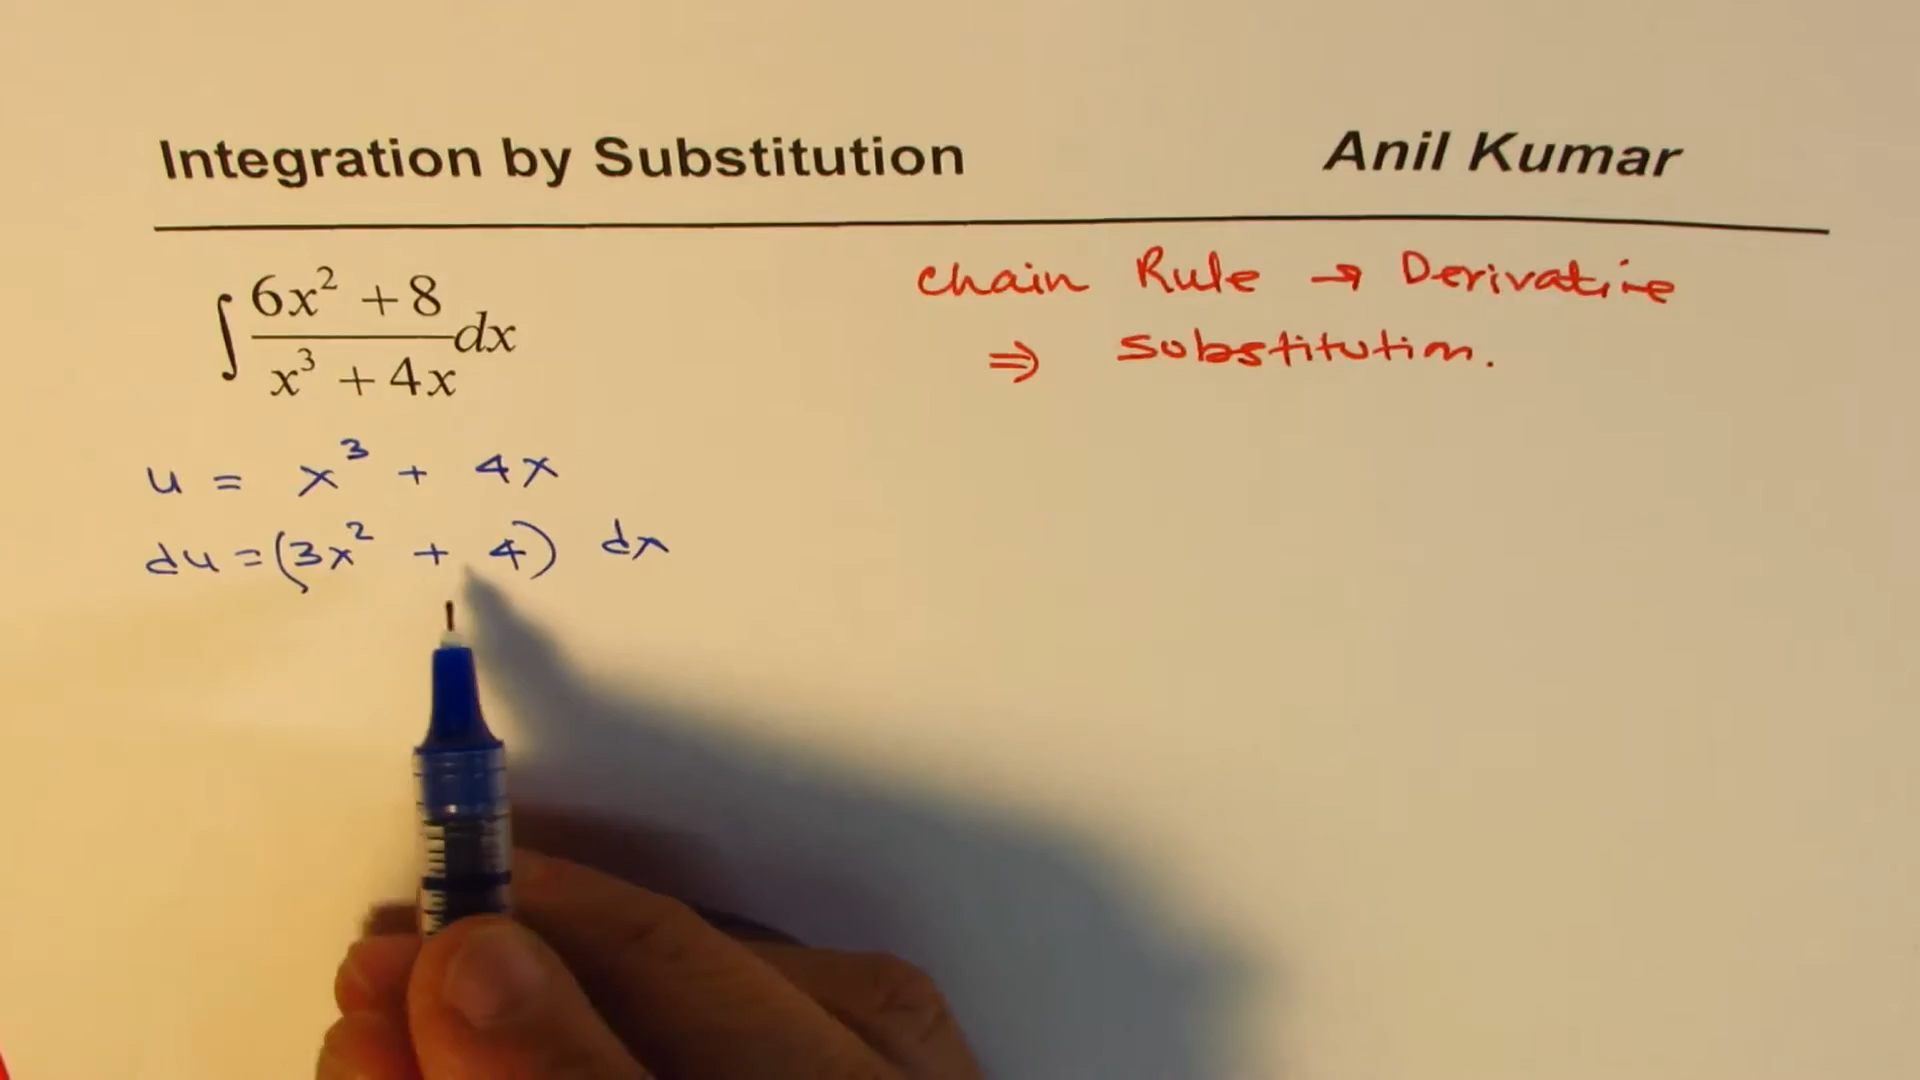 Integration by Substitution Anil Kumar
∫ (6x² + 8)/(x³ + 4x) dx
Chain Rule → Derivative
⇒ Substitution.
u = x³ + 4x
du = (3x² + 4) dx